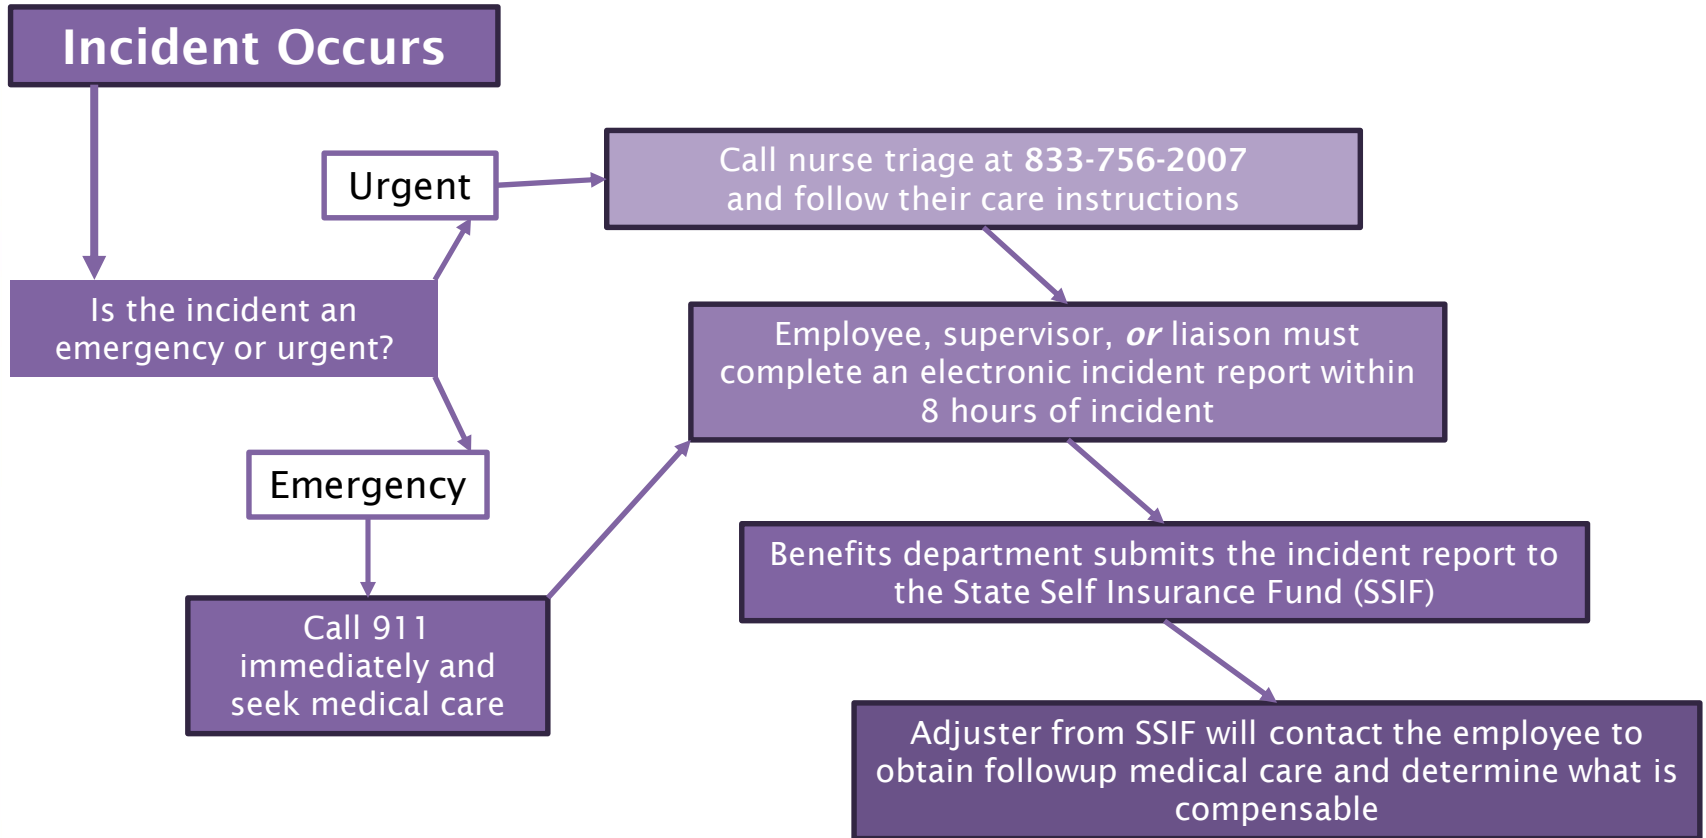 Incident Occurs
Urgent
Call nurse triage at 833-756-2007
and follow their care instructions
Is the incident an
emergency or urgent?
Employee, supervisor, or liaison must
complete an electronic incident report within
8 hours of incident
Emergency
Benefits department submits the incident report to
the State Self Insurance Fund (SSIF)
Call 911
immediately and
seek medical care
Adjuster from SSIF will contact the employee to
obtain followup medical care and determine what is
compensable